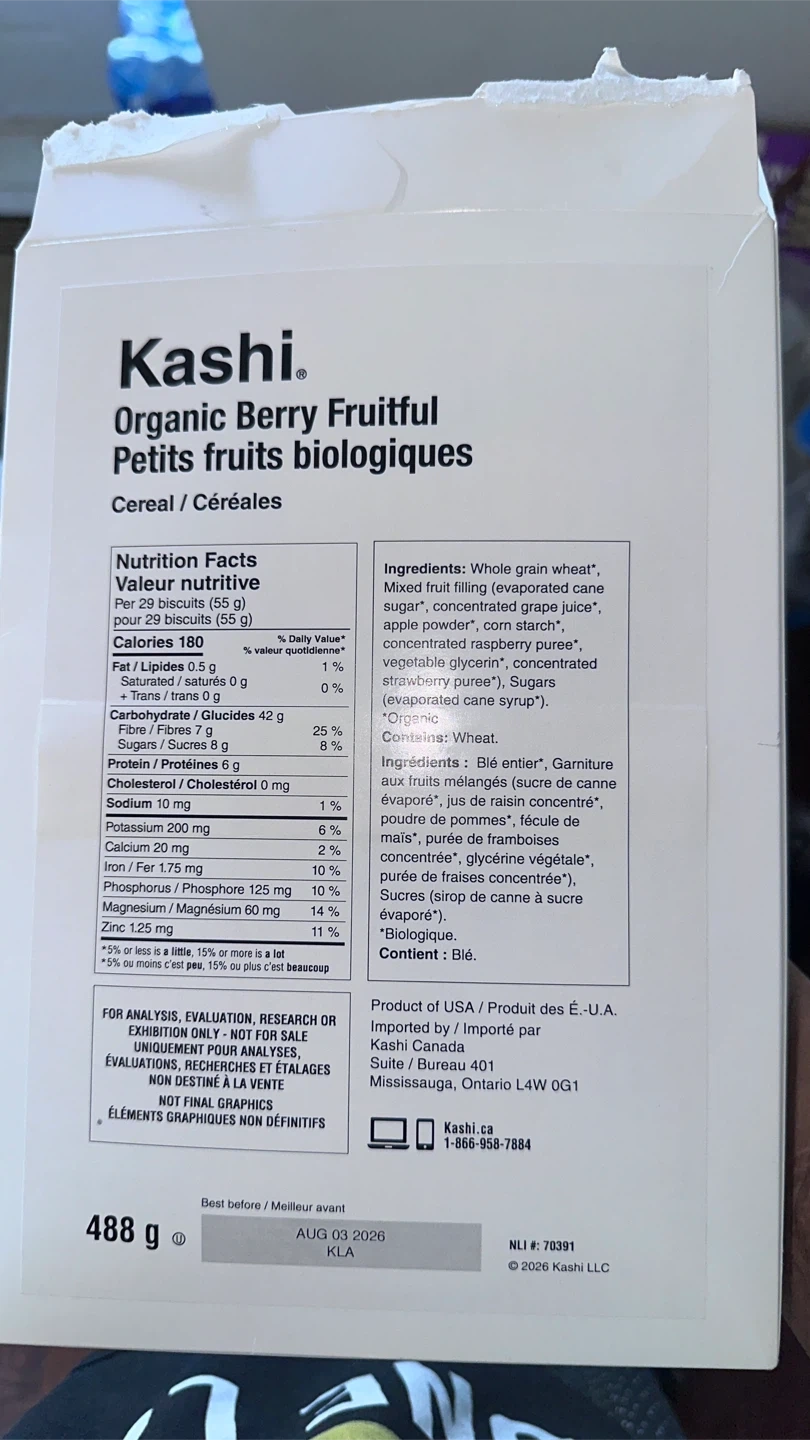 Kashi®
Organic Berry Fruitful
Petits fruits biologiques
Cereal / Céréales
Nutrition Facts
Valeur nutritive
Per 29 biscuits (55 g)
pour 29 biscuits (55 g)
Calories 180
% Daily Value*
% valeur quotidienne*
Fat / Lipides 0.5 g 1 %
Saturated / saturés 0 g
+ Trans / trans 0 g 0 %
Carbohydrate / Glucides 42 g
Fibre / Fibres 7 g 25 %
Sugars / Sucres 8 g 8 %
Protein / Protéines 6 g
Cholesterol / Cholestérol 0 mg
Sodium 10 mg 1 %
Potassium 200 mg 6 %
Calcium 20 mg 2 %
Iron / Fer 1.75 mg 10 %
Phosphorus / Phosphore 125 mg 10 %
Magnesium / Magnésium 60 mg 14 %
Zinc 1.25 mg 11 %
*5% or less is a little, 15% or more is a lot
*5% ou moins c'est peu, 15% ou plus c'est beaucoup
Ingredients: Whole grain wheat*,
Mixed fruit filling (evaporated cane
sugar*, concentrated grape juice*,
apple powder*, corn starch*,
concentrated raspberry puree*,
vegetable glycerin*, concentrated
strawberry puree*), Sugars
(evaporated cane syrup*).
*Organic
Contains: Wheat.
Ingrédients : Blé entier*, Garniture
aux fruits mélangés (sucre de canne
évaporé*, jus de raisin concentré*,
poudre de pommes*, fécule de
maïs*, purée de framboises
concentrée*, glycérine végétale*,
purée de fraises concentrée*),
Sucres (sirop de canne à sucre
évaporé*).
*Biologique.
Contient : Blé.
FOR ANALYSIS, EVALUATION, RESEARCH OR
EXHIBITION ONLY - NOT FOR SALE
UNIQUEMENT POUR ANALYSES,
ÉVALUATIONS, RECHERCHES ET ÉTALAGES
NON DESTINÉ À LA VENTE
NOT FINAL GRAPHICS
ÉLÉMENTS GRAPHIQUES NON DÉFINITIFS
Product of USA / Produit des É.-U.A.
Imported by / Importé par
Kashi Canada
Suite / Bureau 401
Mississauga, Ontario L4W 0G1
Kashi.ca
1-866-958-7884
Best before / Meilleur avant
488 g U
AUG 03 2026
KLA
NLI #: 70391
© 2026 Kashi LLC